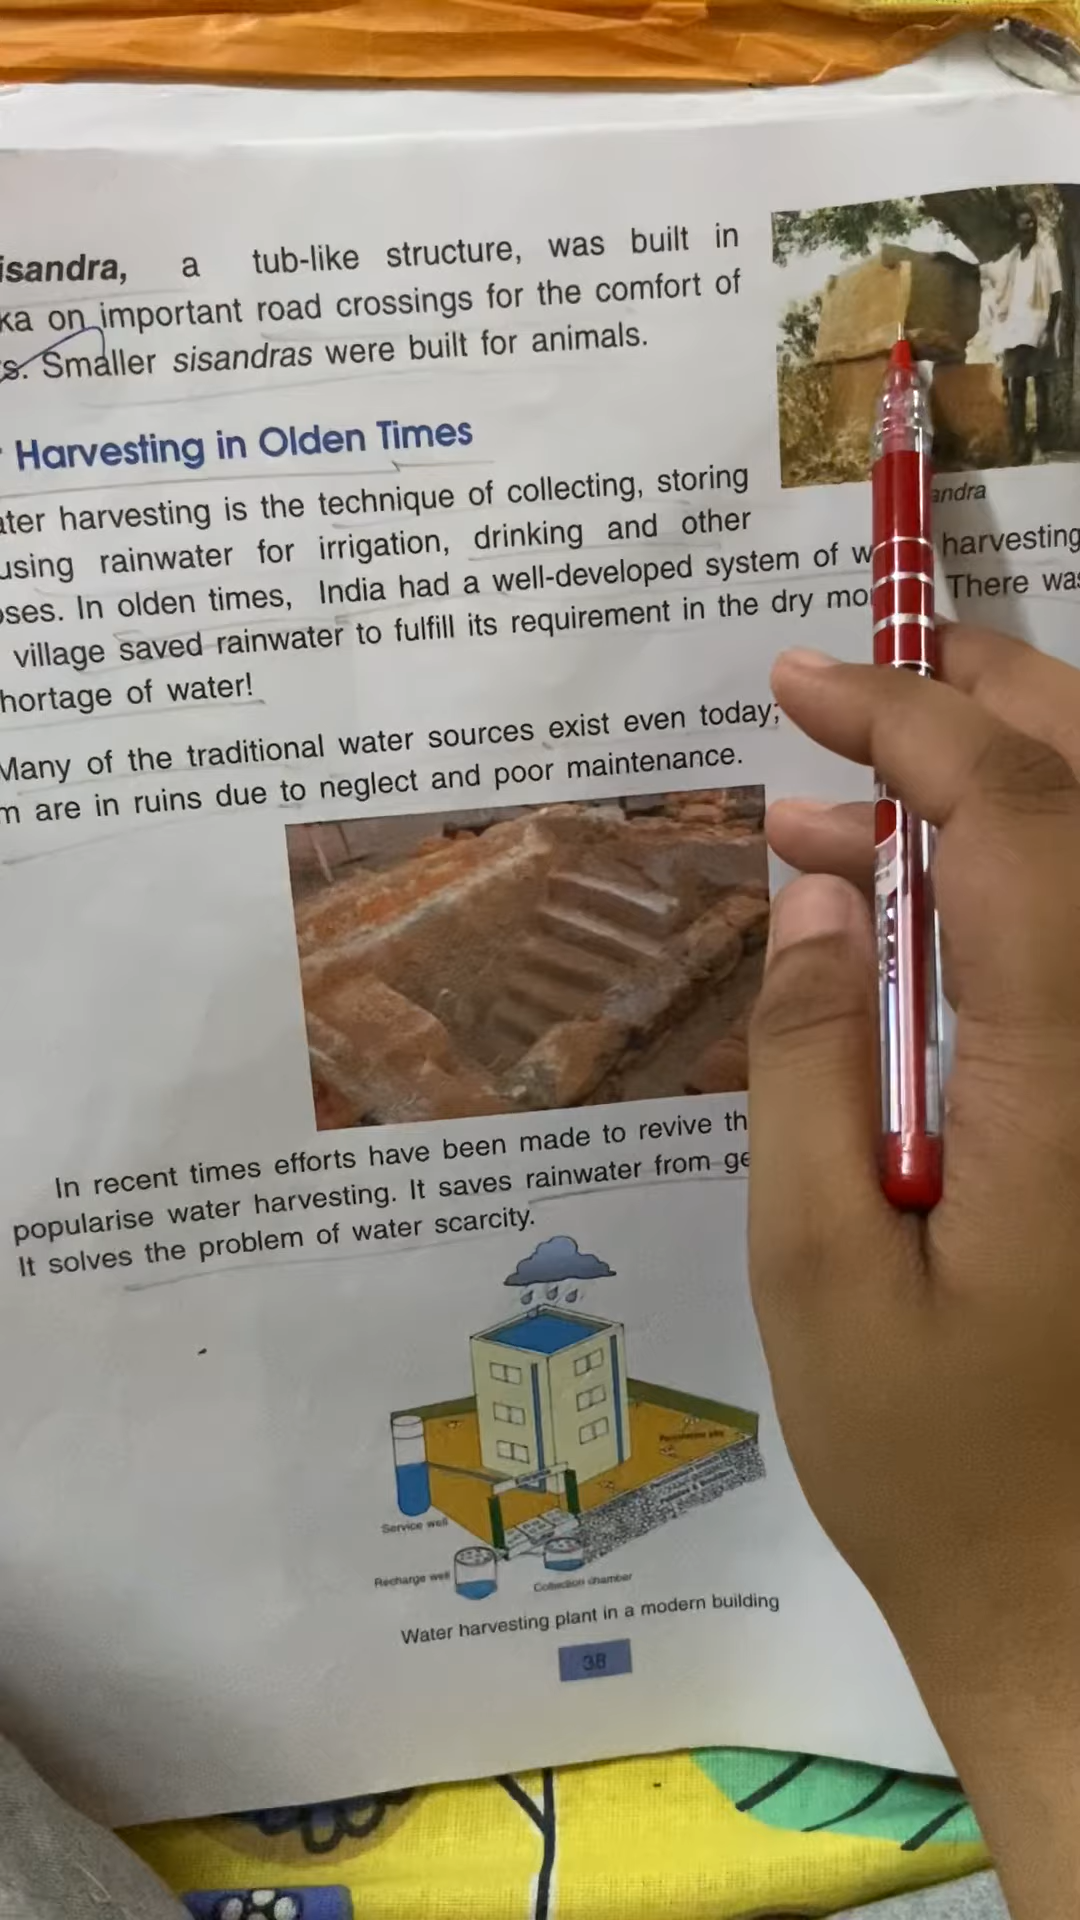 isandra, a tub-like structure, was built in
ka on important road crossings for the comfort of
s. Smaller sisandras were built for animals.
Harvesting in Olden Times
ater harvesting is the technique of collecting, storing
using rainwater for irrigation, drinking and other
oses. In olden times, India had a well-developed system of w harvesting
village saved rainwater to fulfill its requirement in the dry mo There was
hortage of water!
andra
Many of the traditional water sources exist even today;
m are in ruins due to neglect and poor maintenance.
In recent times efforts have been made to revive th
popularise water harvesting. It saves rainwater from ge
It solves the problem of water scarcity.
Service well
Recharge well
Collection chamber
Water harvesting plant in a modern building
38